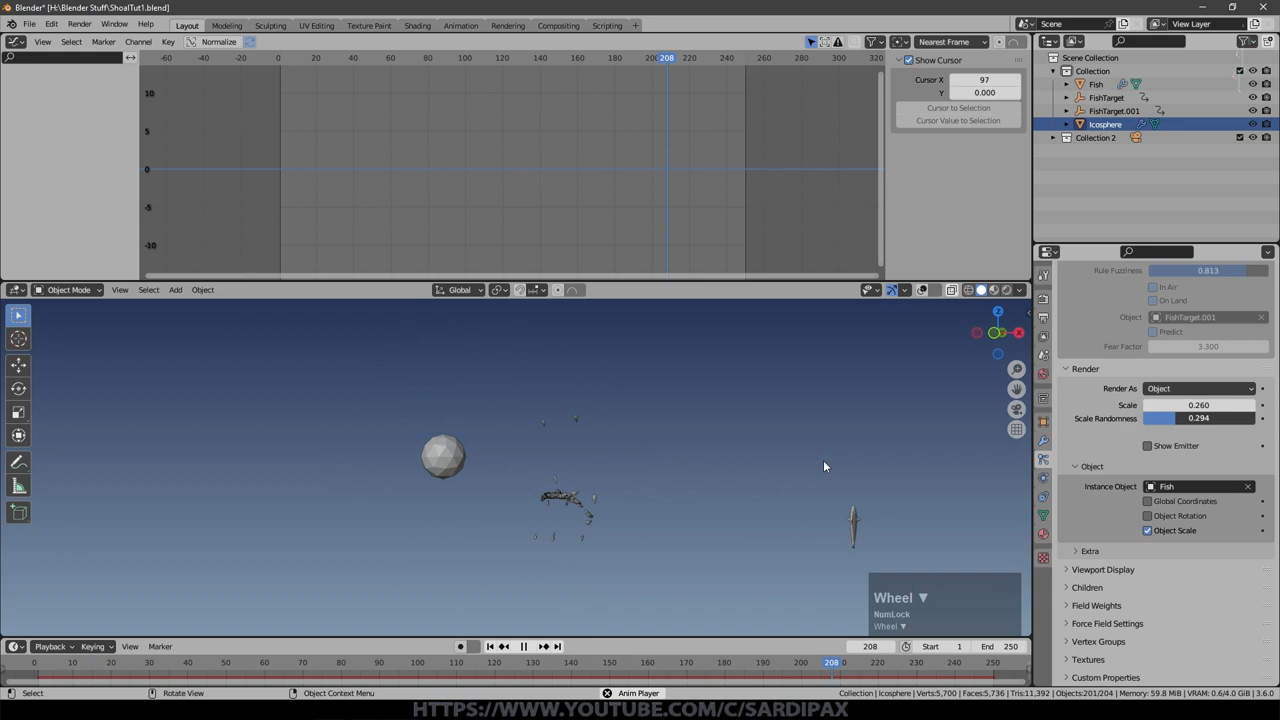 Blender* [H:\Blender Stuff\ShoalTut1.blend]
File Edit Render Window Help Layout Modeling Sculpting UV Editing Texture Paint Shading Animation Rendering Compositing Scripting + Scene View Layer
View Select Marker Channel Key Normalize Nearest Frame
-60 -40 -20 0 20 40 60 80 100 120 140 160 180 200 208 220 240 260 280 300 320
Show Cursor
Cursor X 97
Y 0.000
Cursor to Selection
Cursor Value to Selection
10
5
0
-5
-10
Scene Collection
Collection
Fish
FishTarget
FishTarget.001
Icosphere
Collection 2
Object Mode View Select Add Object Global
Z
Rule Fuzziness 0.813
In Air
On Land
Object FishTarget.001
Predict
Fear Factor 3.300
Render
Render As Object
Scale 0.260
Scale Randomness 0.294
Show Emitter
Object
Instance Object Fish
Global Coordinates
Object Rotation
Object Scale
Extra
Viewport Display
Children
Field Weights
Force Field Settings
Vertex Groups
Textures
Custom Properties
Wheel ▼
NumLock
Wheel ▼
Playback Keying View Marker 208 Start 1 End 250
0 10 20 30 40 50 60 70 80 90 100 110 120 130 140 150 160 170 180 190 200 208 220 230 240 250
Select Rotate View Object Context Menu Anim Player Collection | Icosphere | Verts:5,700 | Faces:5,736 | Tris:11,392 | Objects:201/204 | Memory: 59.8 MiB | VRAM: 0.6/4.0 GiB | 3.6.0
HTTPS://WWW.YOUTUBE.COM/C/SARDIPAX